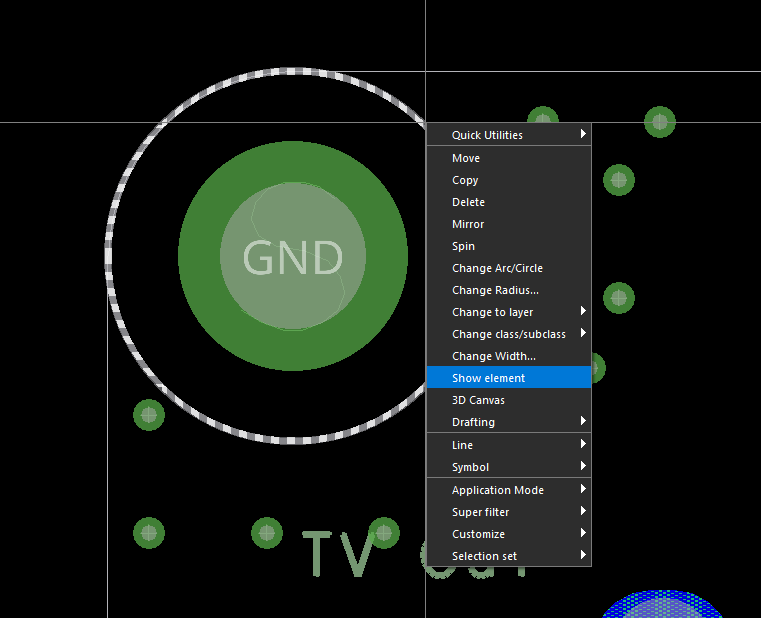 Quick Utilities
Move
Copy
Delete
Mirror
Spin
Change Arc/Circle
Change Radius...
Change to layer
Change class/subclass
Change Width...
Show element
3D Canvas
Drafting
Line
Symbol
Application Mode
Super filter
Customize
Selection set
GND
TV